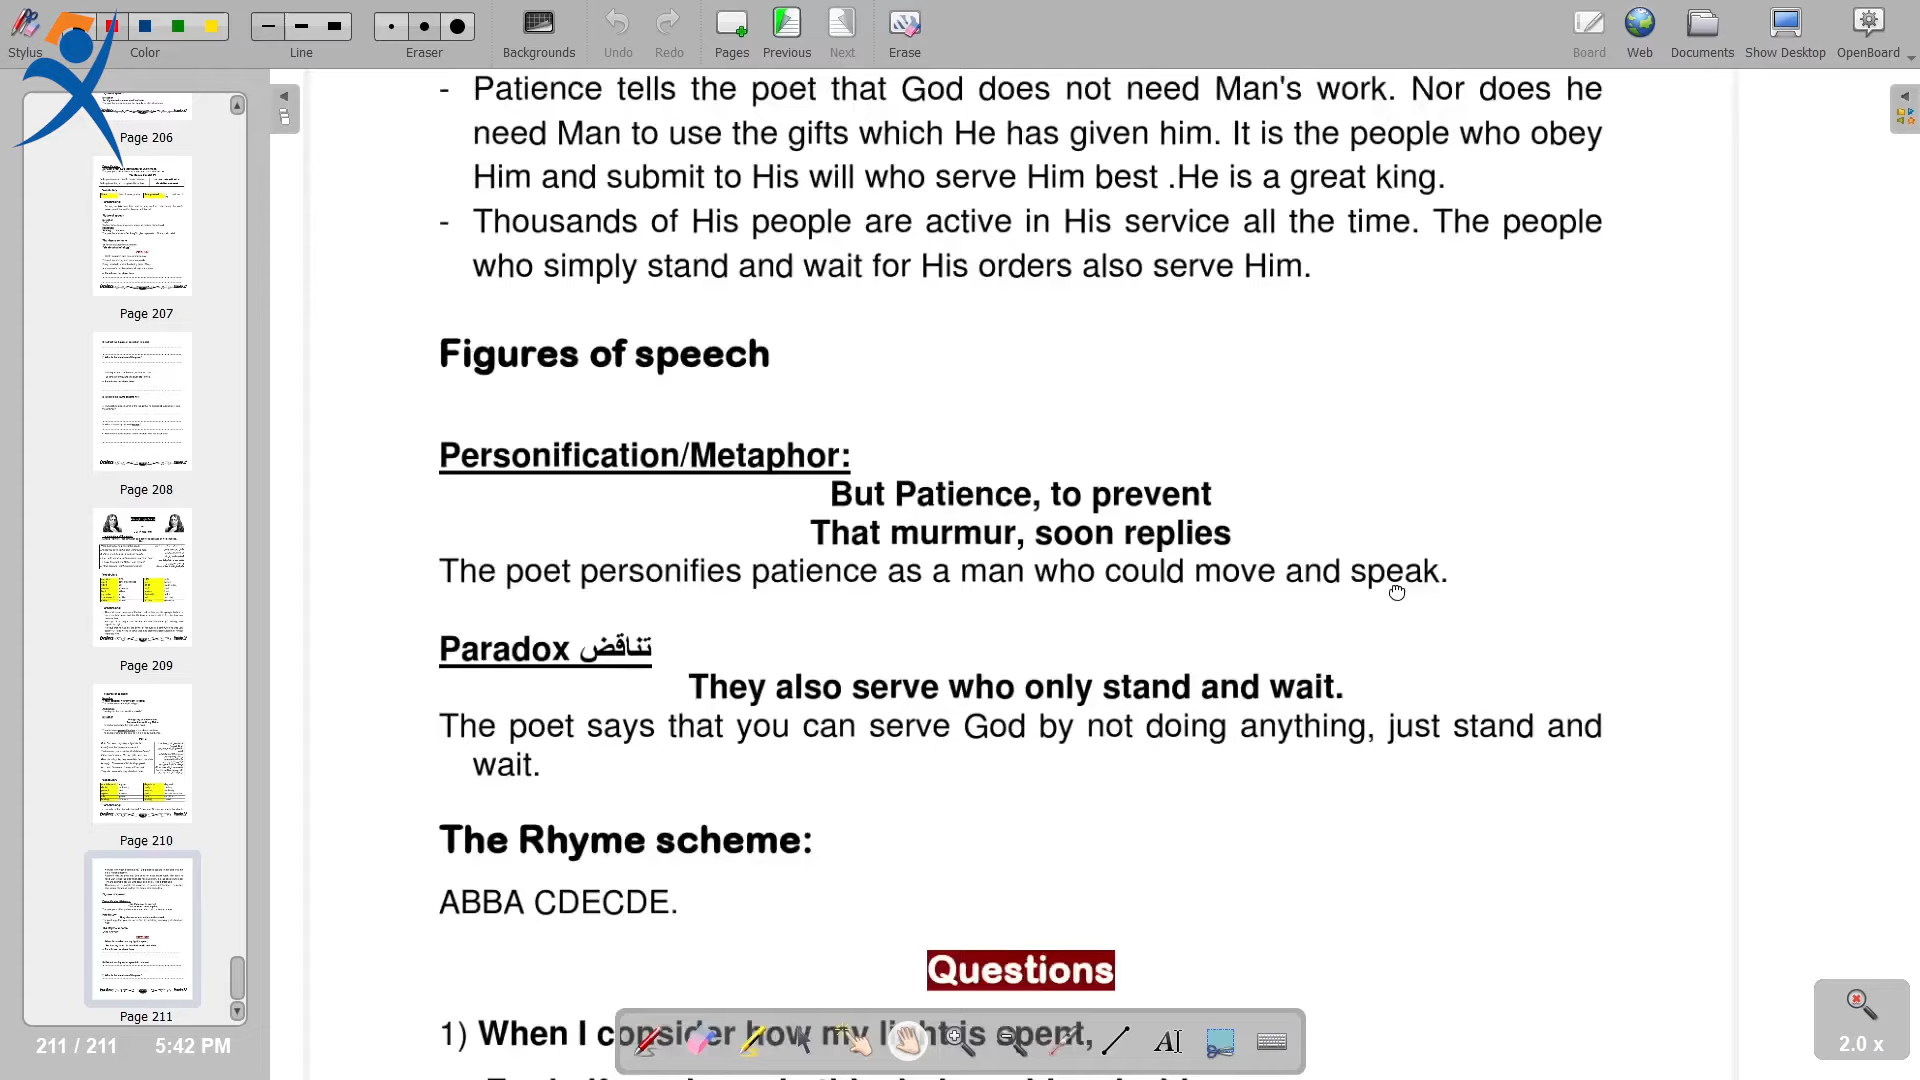 Stylus
Color
Line
Eraser
Backgrounds
Undo
Redo
Pages
Previous
Next
Erase
Board
Web
Documents
Show Desktop
OpenBoard
Page 206
Page 207
Page 208
Page 209
Page 210
Page 211
211 / 211
5:42 PM
- Patience tells the poet that God does not need Man's work. Nor does he
need Man to use the gifts which He has given him. It is the people who obey
Him and submit to His will who serve Him best .He is a great king.
- Thousands of His people are active in His service all the time. The people
who simply stand and wait for His orders also serve Him.
Figures of speech
Personification/Metaphor:
But Patience, to prevent
That murmur, soon replies
The poet personifies patience as a man who could move and speak.
Paradox تناقض
They also serve who only stand and wait.
The poet says that you can serve God by not doing anything, just stand and
wait.
The Rhyme scheme:
ABBA CDECDE.
Questions
1) When I consider how my light is spent,
2.0 x